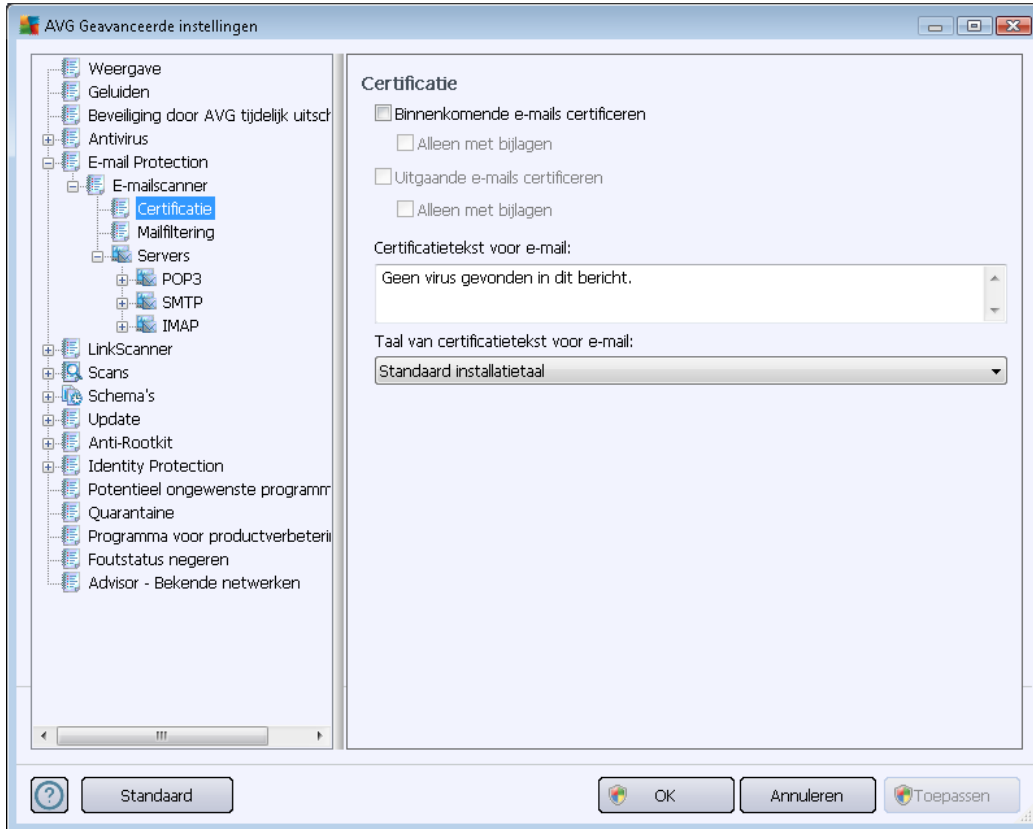 AVG Geavanceerde instellingen
Weergave
Geluiden
Beveiliging door AVG tijdelijk uitsch
Antivirus
E-mail Protection
E-mailscanner
Certificatie
Mailfiltering
Servers
POP3
SMTP
IMAP
LinkScanner
Scans
Schema's
Update
Anti-Rootkit
Identity Protection
Potentieel ongewenste programm
Quarantaine
Programma voor productverbeterin
Foutstatus negeren
Advisor - Bekende netwerken
Certificatie
Binnenkomende e-mails certificeren
Alleen met bijlagen
Uitgaande e-mails certificeren
Alleen met bijlagen
Certificatietekst voor e-mail:
Geen virus gevonden in dit bericht.
Taal van certificatietekst voor e-mail:
Standaard installatietaal
Standaard
OK
Annuleren
Toepassen